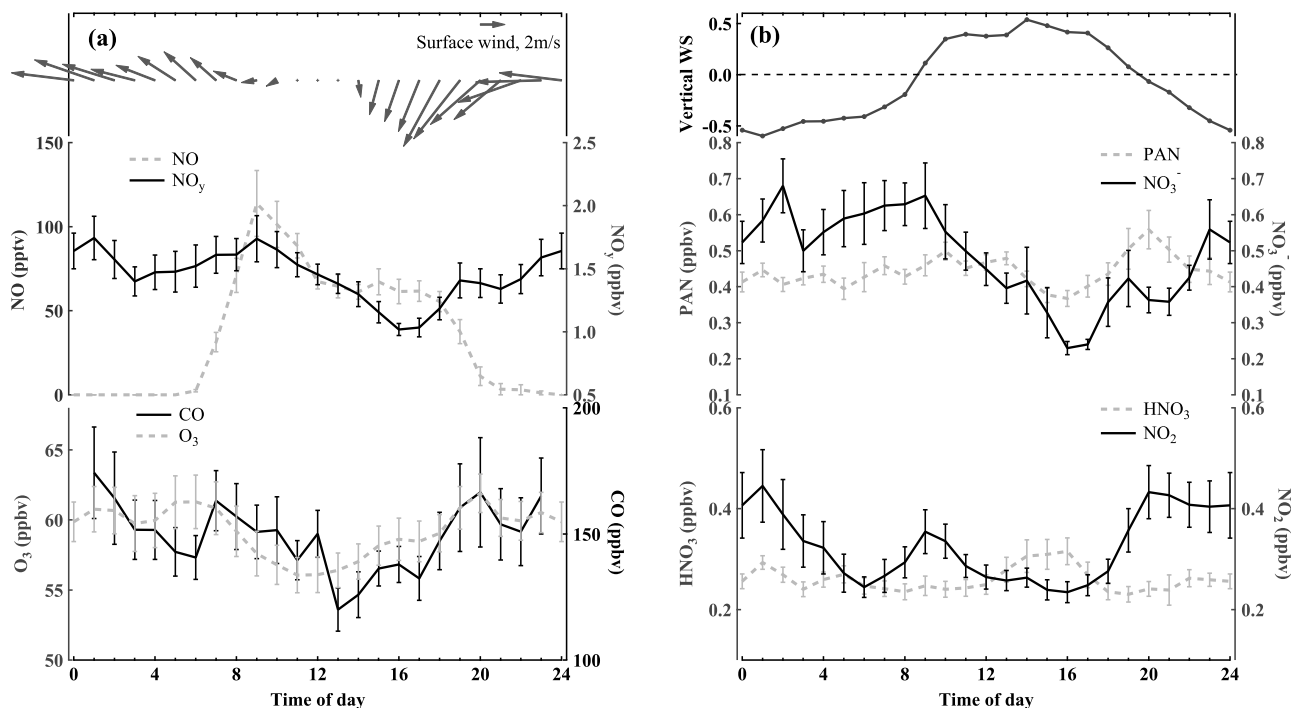 (a)
Surface wind, 2m/s
150
100
50
0
NO (pptv)
NO
NOy
2.5
2.0
1.5
1.0
0.5
NOy (ppbv)
65
60
55
50
O3 (ppbv)
CO
O3
200
150
100
CO (ppbv)
0 4 8 12 16 20 24
Time of day
(b)
0.5
0.0
-0.5
Vertical WS
0.8
0.7
0.6
0.5
0.4
0.3
0.2
0.1
PAN (ppbv)
PAN
NO3-
0.8
0.7
0.6
0.5
0.4
0.3
0.2
0.1
NO3- (ppbv)
0.6
0.4
0.2
HNO3 (ppbv)
HNO3
NO2
0.6
0.4
0.2
NO2 (ppbv)
0 4 8 12 16 20 24
Time of day